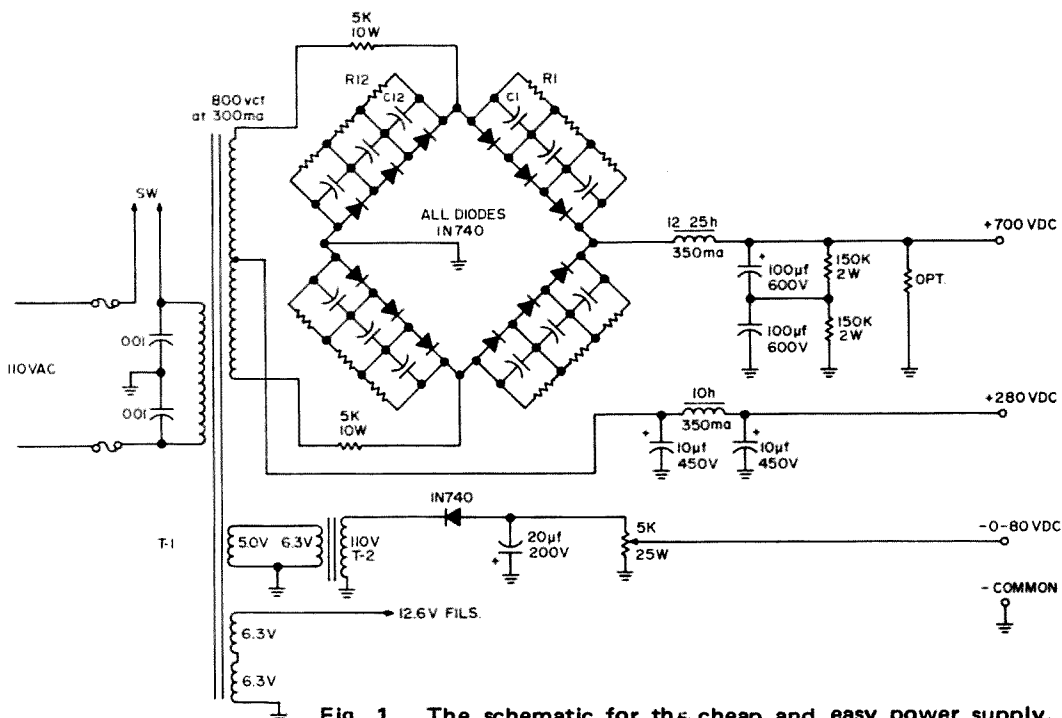 5K
10W
R12
C12
R1
C1
800 vct
at 300ma
SW
ALL DIODES
1N740
12 25h
350ma
+700 VDC
100µf
600V
150K
2W
OPT.
100µf
600V
150K
2W
001
110VAC
001
5K
10W
10h
350ma
+280 VDC
10µf
450V
10µf
450V
1N740
T-1
5.0V
6.3V
110V
T-2
20µf
200V
5K
25W
-0-80 VDC
- COMMON
12.6V FILS.
6.3V
6.3V
Fig. 1. The schematic for the cheap and easy power supply.